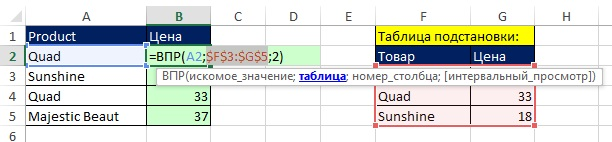 A B C D E F G H
1 Product Цена Таблица подстановки:
2 Quad =ВПР(A2;$F$3:$G$5;2) Товар Цена
3 Sunshine ВПР(искомое_значение; таблица; номер_столбца; [интервальный_просмотр])
4 Quad 33 Quad 33
5 Majestic Beaut 37 Sunshine 18
6